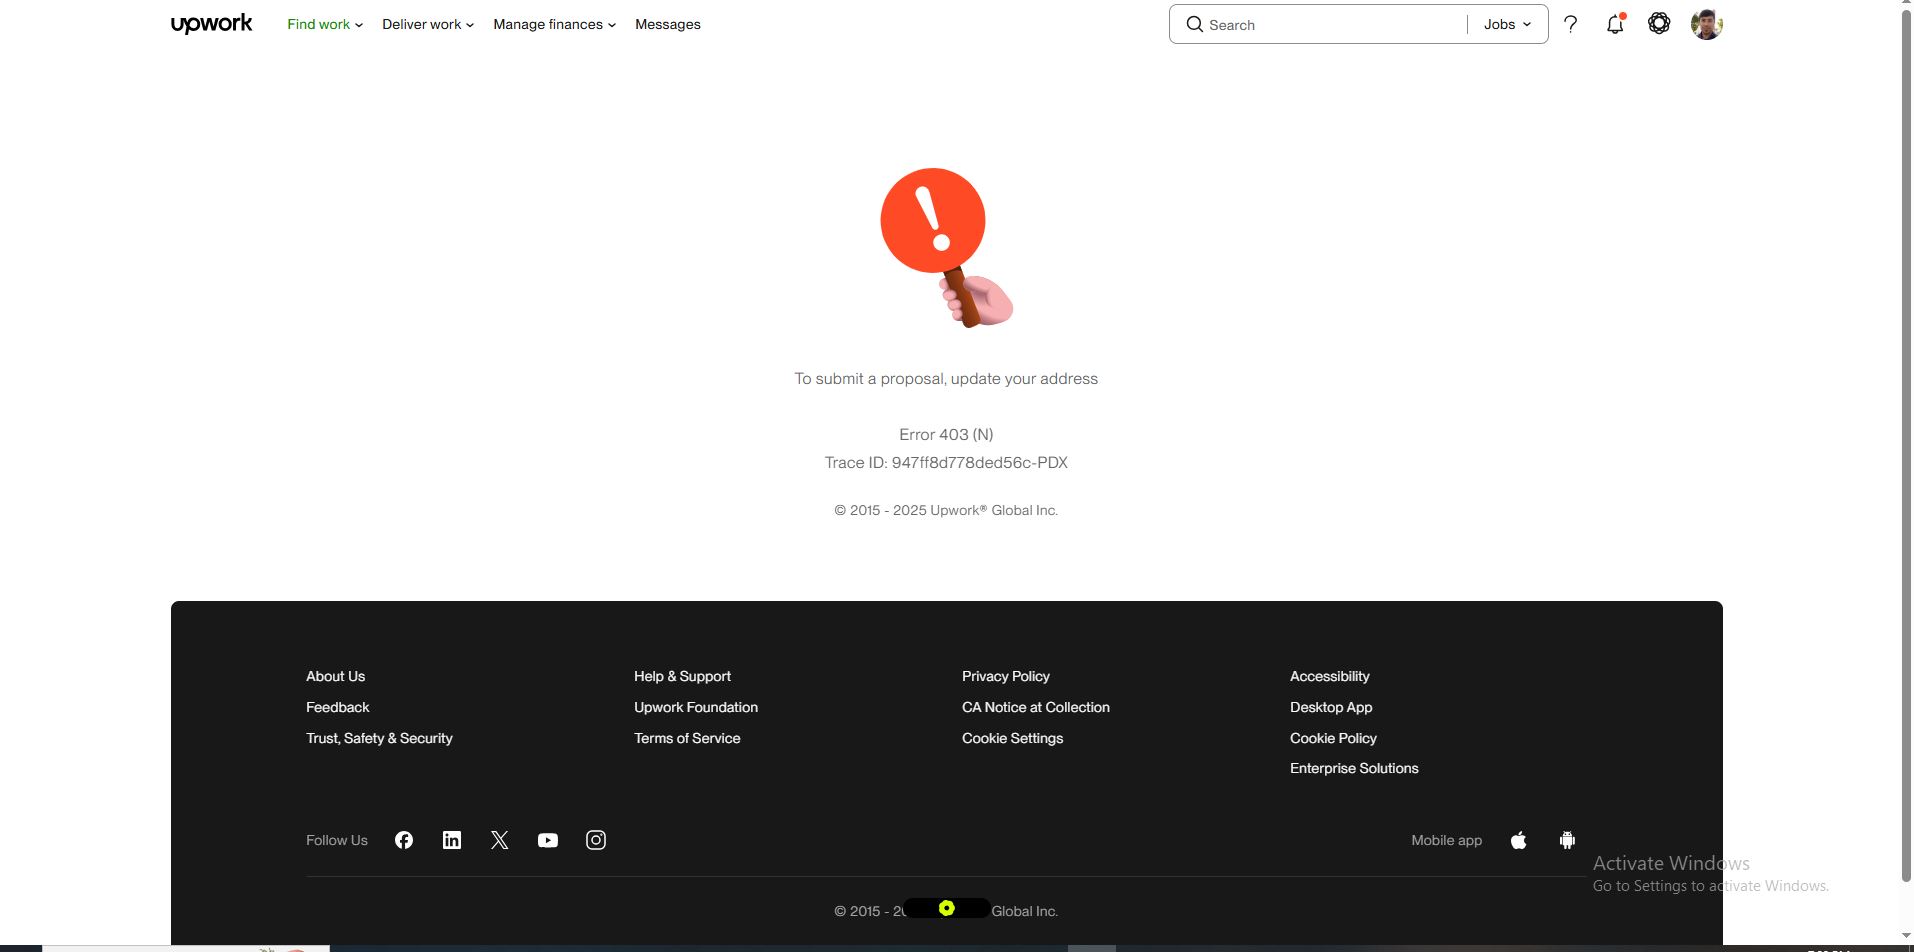 upwork Find work Deliver work Manage finances Messages Search Jobs
To submit a proposal, update your address
Error 403 (N)
Trace ID: 947ff8d778ded56c-PDX
© 2015 - 2025 Upwork® Global Inc.
About Us Help & Support Privacy Policy Accessibility
Feedback Upwork Foundation CA Notice at Collection Desktop App
Trust, Safety & Security Terms of Service Cookie Settings Cookie Policy
Enterprise Solutions
Follow Us Mobile app
Activate Windows
Go to Settings to activate Windows.
© 2015 - Global Inc.